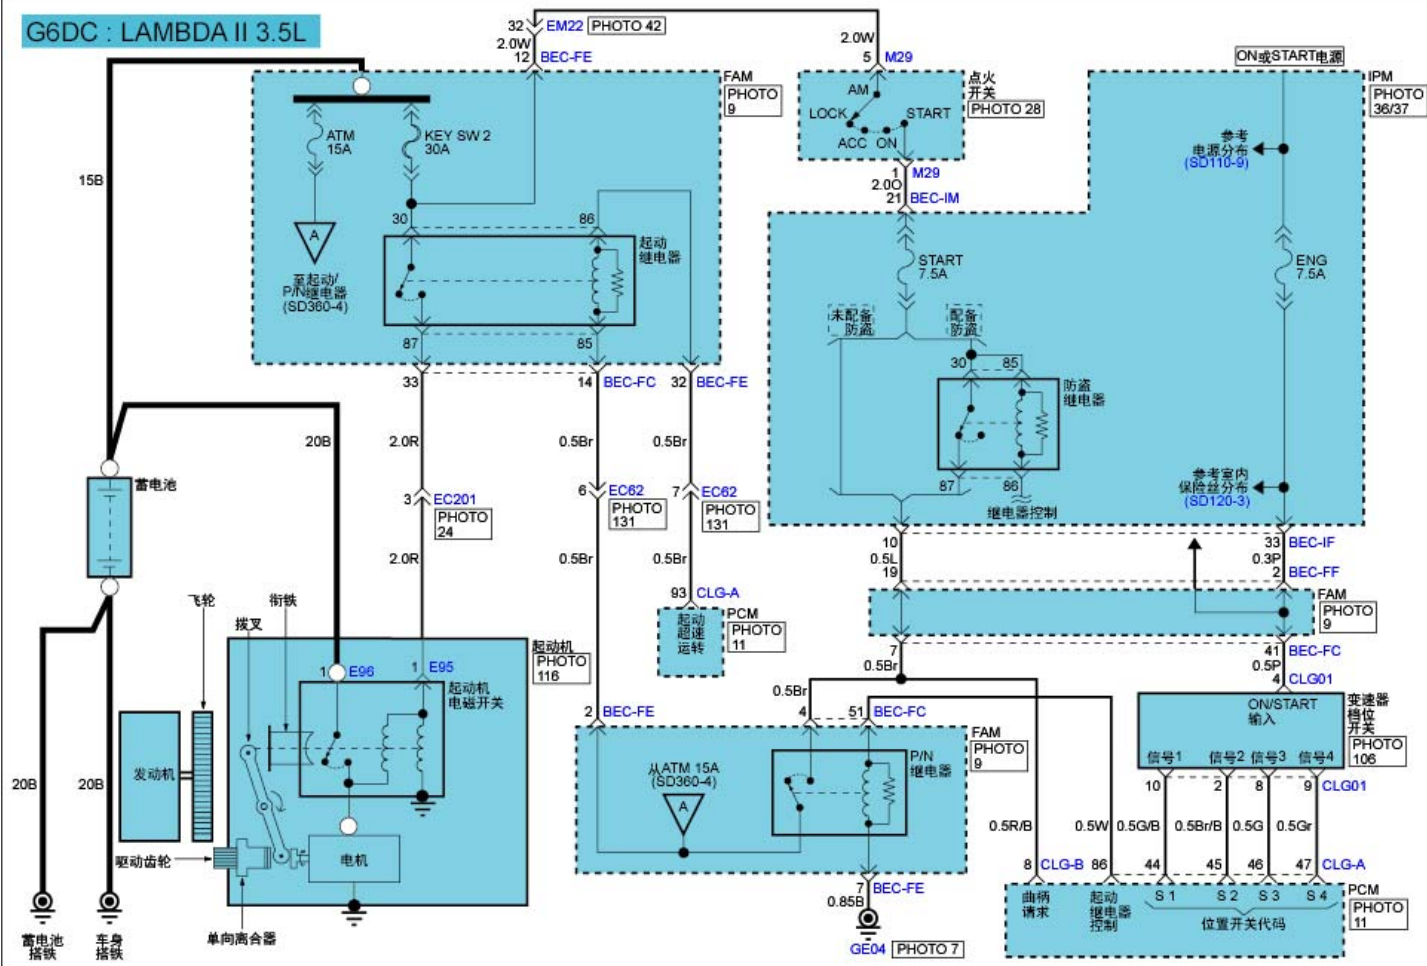 G6DC : LAMBDA II 3.5L
32 EM22 PHOTO 42
2.0W
12 BEC-FE
2.0W
5 M29
ON或START电源
FAM
PHOTO
9
点火
开关
PHOTO 28
IPM
PHOTO
36/37
AM
LOCK
START
ACC ON
ATM
15A
KEY SW 2
30A
参考
电源分布
(SD110-9)
15B
1 M29
2.0O
21 BEC-IM
30
86
A
起动
继电器
至起动/
P/N继电器
(SD360-4)
START
7.5A
ENG
7.5A
未配备
防盗
配备
防盗
87
85
30
85
33
14 BEC-FC
32 BEC-FE
防盗
继电器
20B
2.0R
0.5Br
0.5Br
蓄电池
3 EC201
PHOTO
24
6 EC62
PHOTO
131
7 EC62
PHOTO
131
87
86
继电器控制
参考室内
保险丝分布
(SD120-3)
10
0.5L
19
33 BEC-IF
0.3P
2 BEC-FF
2.0R
0.5Br
0.5Br
93 CLG-A
起动
超速
运转
PCM
PHOTO
11
FAM
PHOTO
9
飞轮
衔铁
拨叉
起动机
PHOTO
116
7
0.5Br
41 BEC-FC
0.5P
4 CLG01
1 E96
1 E95
起动机
电磁开关
0.5Br
2 BEC-FE
4
51 BEC-FC
FAM
PHOTO
9
ON/START
输入
变速器
档位
开关
PHOTO
106
信号1
信号2
信号3
信号4
发动机
从ATM 15A
(SD360-4)
A
P/N
继电器
20B
20B
10
2
8
9 CLG01
0.5R/B
0.5W
0.5G/B
0.5Br/B
0.5G
0.5Gr
驱动齿轮
电机
8 CLG-B
86
44
45
46
47 CLG-A
7 BEC-FE
0.85B
曲柄
请求
起动
继电器
控制
S 1
S 2
S 3
S 4
位置开关代码
PCM
PHOTO
11
蓄电池
搭铁
车身
搭铁
单向离合器
GE04 PHOTO 7